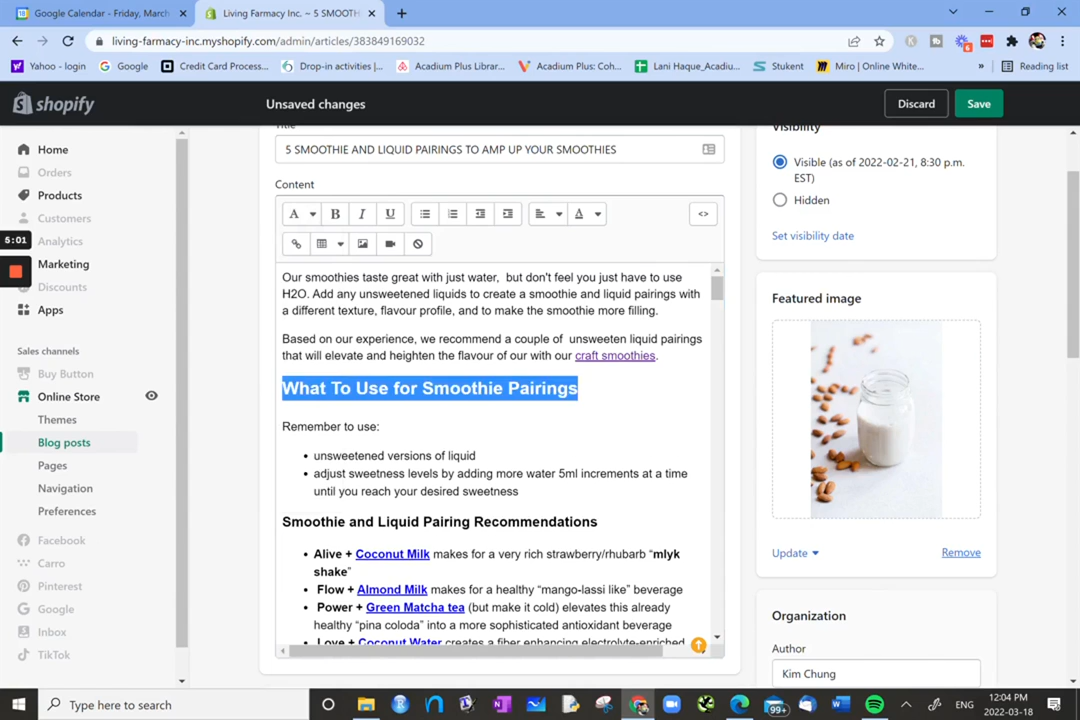 Google Calendar - Friday, March
Living Farmacy Inc. ~ 5 SMOOTH
living-farmacy-inc.myshopify.com/admin/articles/383849169032
Yahoo - login
Google
Credit Card Process...
Drop-in activities |...
Acadium Plus Librar...
Acadium Plus: Coh...
Lani Haque_Acadiu...
Stukent
Miro | Online White...
»
Reading list
shopify
Unsaved changes
Discard
Save
Home
Orders
Products
Customers
Analytics
5:01
Marketing
Discounts
Apps
Sales channels
Buy Button
Online Store
Themes
Blog posts
Pages
Navigation
Preferences
Facebook
Carro
Pinterest
Google
Inbox
TikTok
Title
5 SMOOTHIE AND LIQUID PAIRINGS TO AMP UP YOUR SMOOTHIES
Content
A B I U A <>
Our smoothies taste great with just water,  but don't feel you just have to use
H2O. Add any unsweetened liquids to create a smoothie and liquid pairings with
a different texture, flavour profile, and to make the smoothie more filling.
Based on our experience, we recommend a couple of  unsweeten liquid pairings
that will elevate and heighten the flavour of our with our craft smoothies.
What To Use for Smoothie Pairings
Remember to use:
• unsweetened versions of liquid
• adjust sweetness levels by adding more water 5ml increments at a time
until you reach your desired sweetness
Smoothie and Liquid Pairing Recommendations
• Alive + Coconut Milk makes for a very rich strawberry/rhubarb “mlyk
shake”
• Flow + Almond Milk makes for a healthy “mango-lassi like” beverage
• Power + Green Matcha tea (but make it cold) elevates this already
healthy “pina coloda” into a more sophisticated antioxidant beverage
• Love + Coconut Water creates a fiber enhancing electrolyte-enriched
Visibility
Visible (as of 2022-02-21, 8:30 p.m.
EST)
Hidden
Set visibility date
Featured image
Update
Remove
Organization
Author
Kim Chung
Type here to search
99+
ENG
12:04 PM
2022-03-18